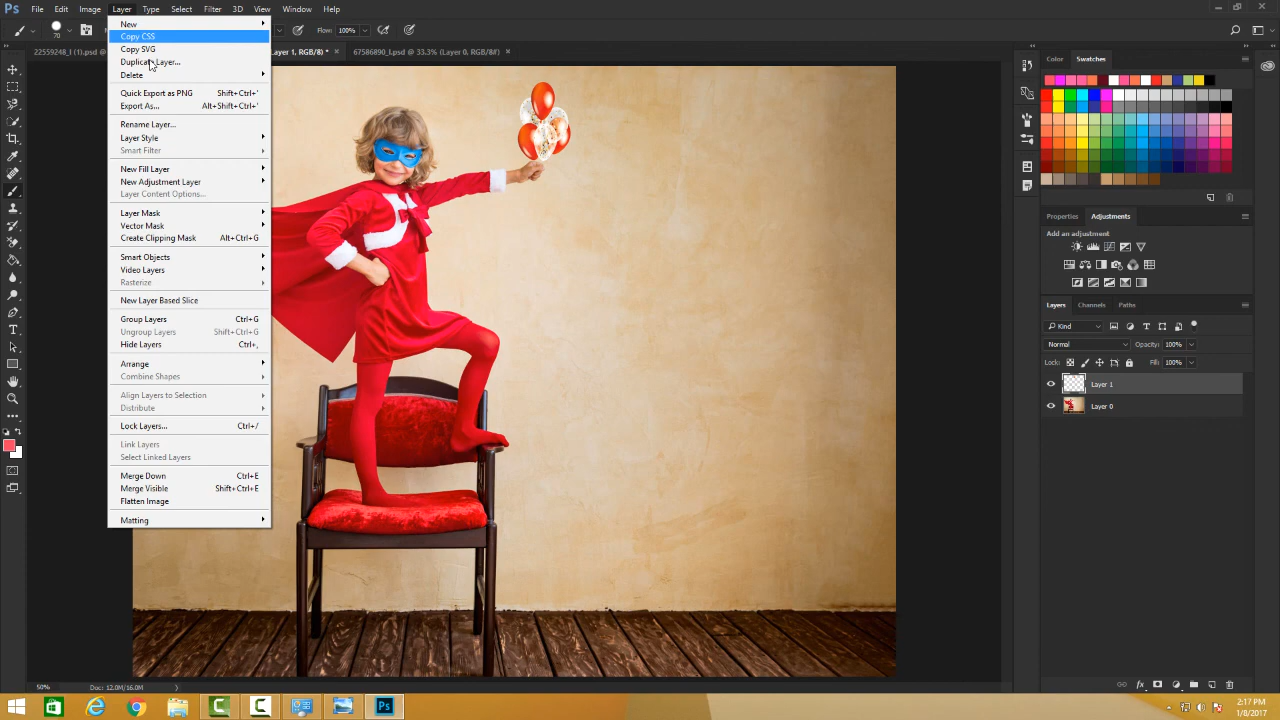 Ps File Edit Image Layer Type Select Filter 3D View Window Help
70 Flow: 100%
22559248_l (1).psd @ Layer 1, RGB/8) * × 67586890_l.psd @ 33.3% (Layer 0, RGB/8#) ×
New
Copy CSS
Copy SVG
Duplicate Layer...
Delete
Quick Export as PNG Shift+Ctrl+'
Export As... Alt+Shift+Ctrl+'
Rename Layer...
Layer Style
Smart Filter
New Fill Layer
New Adjustment Layer
Layer Content Options...
Layer Mask
Vector Mask
Create Clipping Mask Alt+Ctrl+G
Smart Objects
Video Layers
Rasterize
New Layer Based Slice
Group Layers Ctrl+G
Ungroup Layers Shift+Ctrl+G
Hide Layers Ctrl+,
Arrange
Combine Shapes
Align Layers to Selection
Distribute
Lock Layers... Ctrl+/
Link Layers
Select Linked Layers
Merge Down Ctrl+E
Merge Visible Shift+Ctrl+E
Flatten Image
Matting
Color Swatches
Properties Adjustments
Add an adjustment
Layers Channels Paths
Kind
Normal Opacity: 100%
Lock: Fill: 100%
Layer 1
Layer 0
fx
50% Doc: 12.0M/16.0M
Ps
2:17 PM
1/8/2017